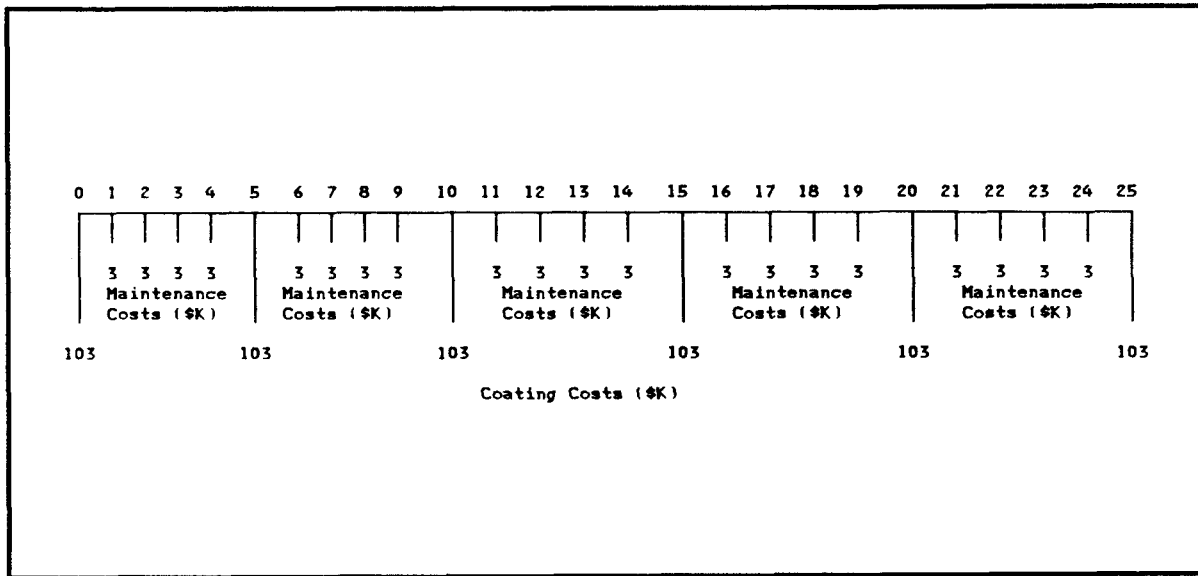 0 1 2 3 4 5 6 7 8 9 10 11 12 13 14 15 16 17 18 19 20 21 22 23 24 25
3 3 3 3 3 3 3 3 3 3 3 3 3 3 3 3 3 3 3 3
Maintenance Maintenance Maintenance Maintenance Maintenance
Costs ($K) Costs ($K) Costs ($K) Costs ($K) Costs ($K)
103 103 103 103 103 103
Coating Costs ($K)